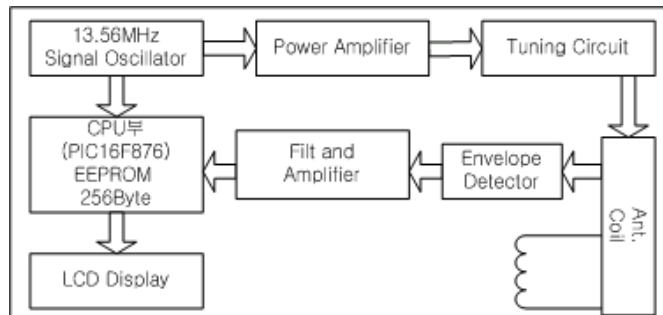 13.56MHz
Signal Oscillator
Power Amplifier
Tuning Circuit
CPU부
(PIC16F876)
EEPROM
256Byte
Filt and
Amplifier
Envelope
Detector
Ant.
Coil
LCD Display